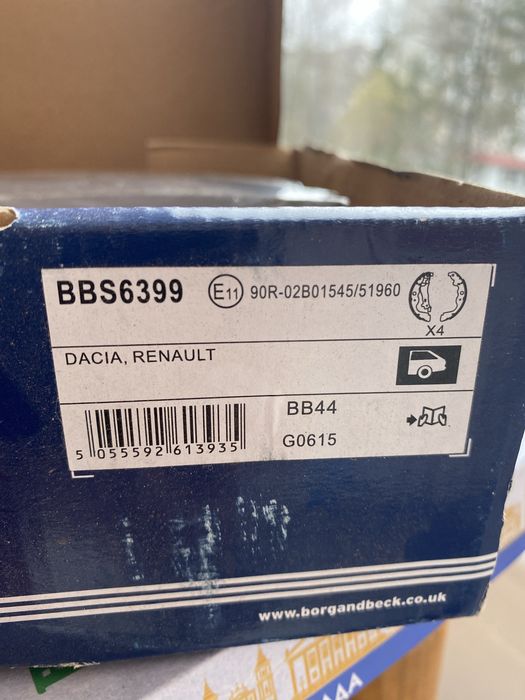 BBS6399 E11 90R-02B01545/51960
X4
DACIA, RENAULT
BB44
G0615
5 055592 613935
www.borgandbeck.co.uk